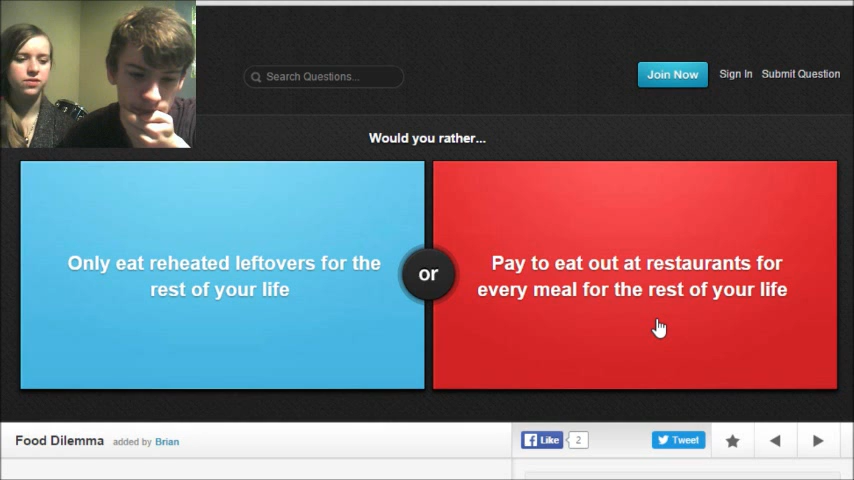 Search Questions...
Join Now
Sign In
Submit Question
Would you rather...
Only eat reheated leftovers for the
rest of your life
or
Pay to eat out at restaurants for
every meal for the rest of your life
Food Dilemma added by Brian
Like
2
Tweet